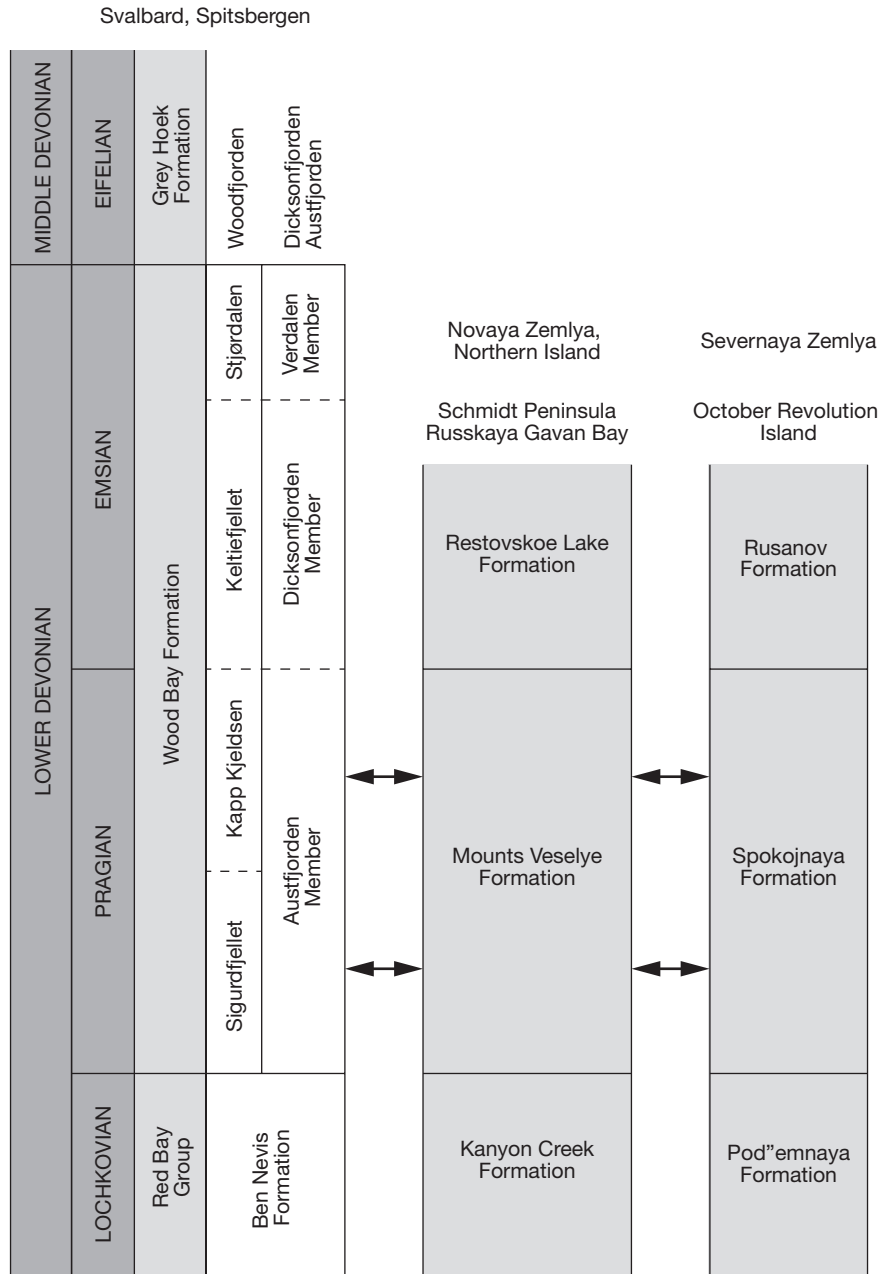 Svalbard, Spitsbergen
MIDDLE DEVONIAN
EIFELIAN
Grey Hoek
Formation
Woodfjorden
Dicksonfjorden
Austfjorden
LOWER DEVONIAN
EMSIAN
Wood Bay Formation
Stjørdalen
Verdalen
Member
Keltiefjellet
Dicksonfjorden
Member
PRAGIAN
Kapp Kjeldsen
Austfjorden
Member
Sigurdfjellet
LOCHKOVIAN
Red Bay
Group
Ben Nevis
Formation
Novaya Zemlya,
Northern Island
Schmidt Peninsula
Russkaya Gavan Bay
Restovskoe Lake
Formation
Mounts Veselye
Formation
Kanyon Creek
Formation
Severnaya Zemlya
October Revolution
Island
Rusanov
Formation
Spokojnaya
Formation
Pod”emnaya
Formation